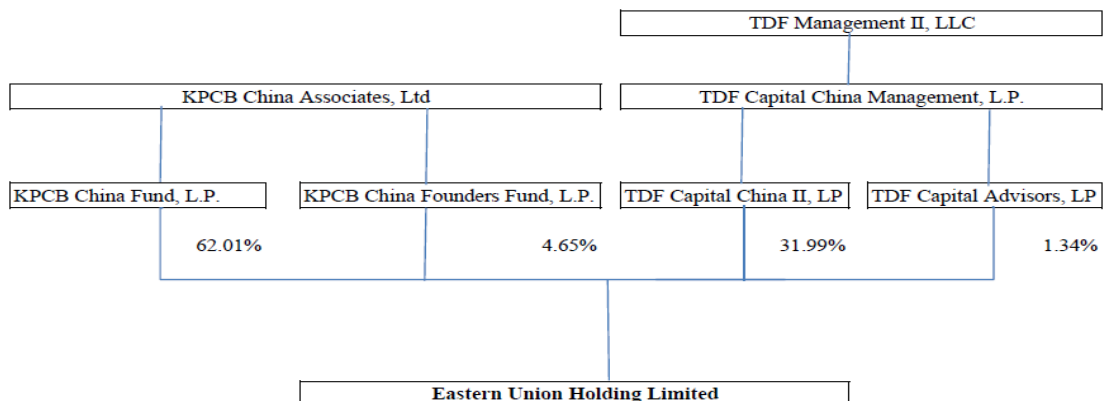 TDF Management II, LLC
KPCB China Associates, Ltd
TDF Capital China Management, L.P.
KPCB China Fund, L.P.
KPCB China Founders Fund, L.P.
TDF Capital China II, LP
TDF Capital Advisors, LP
62.01%
4.65%
31.99%
1.34%
Eastern Union Holding Limited